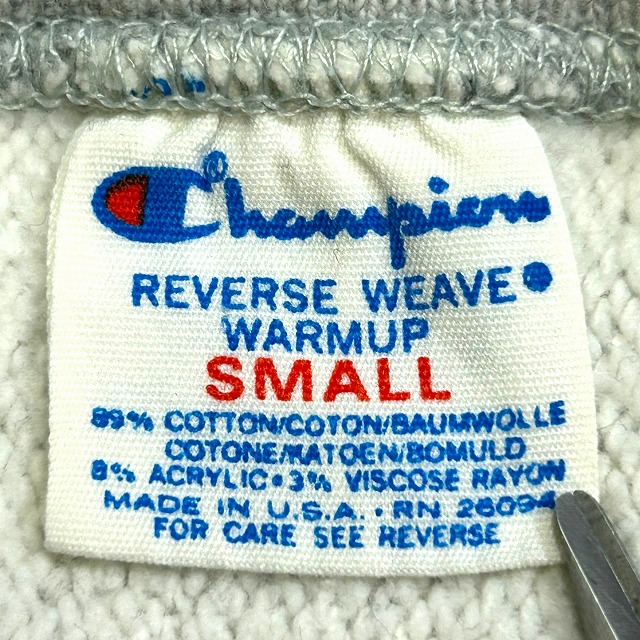 Champion®
REVERSE WEAVE®
WARMUP
SMALL
89% COTTON/COTON/BAUMWOLLE
COTONE/KATOEN/BOMULD
8% ACRYLIC • 3% VISCOSE RAYON
MADE IN U.S.A. • RN 26094
FOR CARE SEE REVERSE